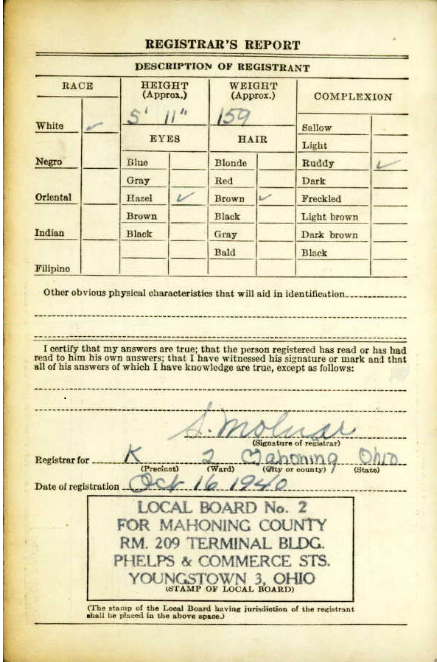 REGISTRAR'S REPORT
DESCRIPTION OF REGISTRANT
RACE
HEIGHT
(Approx.)
WEIGHT
(Approx.)
COMPLEXION
5' 11"
159
White ✓
EYES
HAIR
Sallow
Light
Negro
Blue
Blonde
Ruddy ✓
Gray
Red
Dark
Oriental
Hazel ✓
Brown ✓
Freckled
Brown
Black
Light brown
Indian
Black
Gray
Dark brown
Bald
Black
Filipino
Other obvious physical characteristics that will aid in identification
I certify that my answers are true; that the person registered has read or has had
read to him his own answers; that I have witnessed his signature or mark and that
all of his answers of which I have knowledge are true, except as follows:
S. Molnar
(Signature of registrar)
Registrar for K 2 Mahoning Ohio
(Precinct) (Ward) (City or county) (State)
Date of registration Oct 16 1940
LOCAL BOARD No. 2
FOR MAHONING COUNTY
RM. 209 TERMINAL BLDG.
PHELPS & COMMERCE STS.
YOUNGSTOWN 3, OHIO
(STAMP OF LOCAL BOARD)
(The stamp of the Local Board having jurisdiction of the registrant
shall be placed in the above space.)